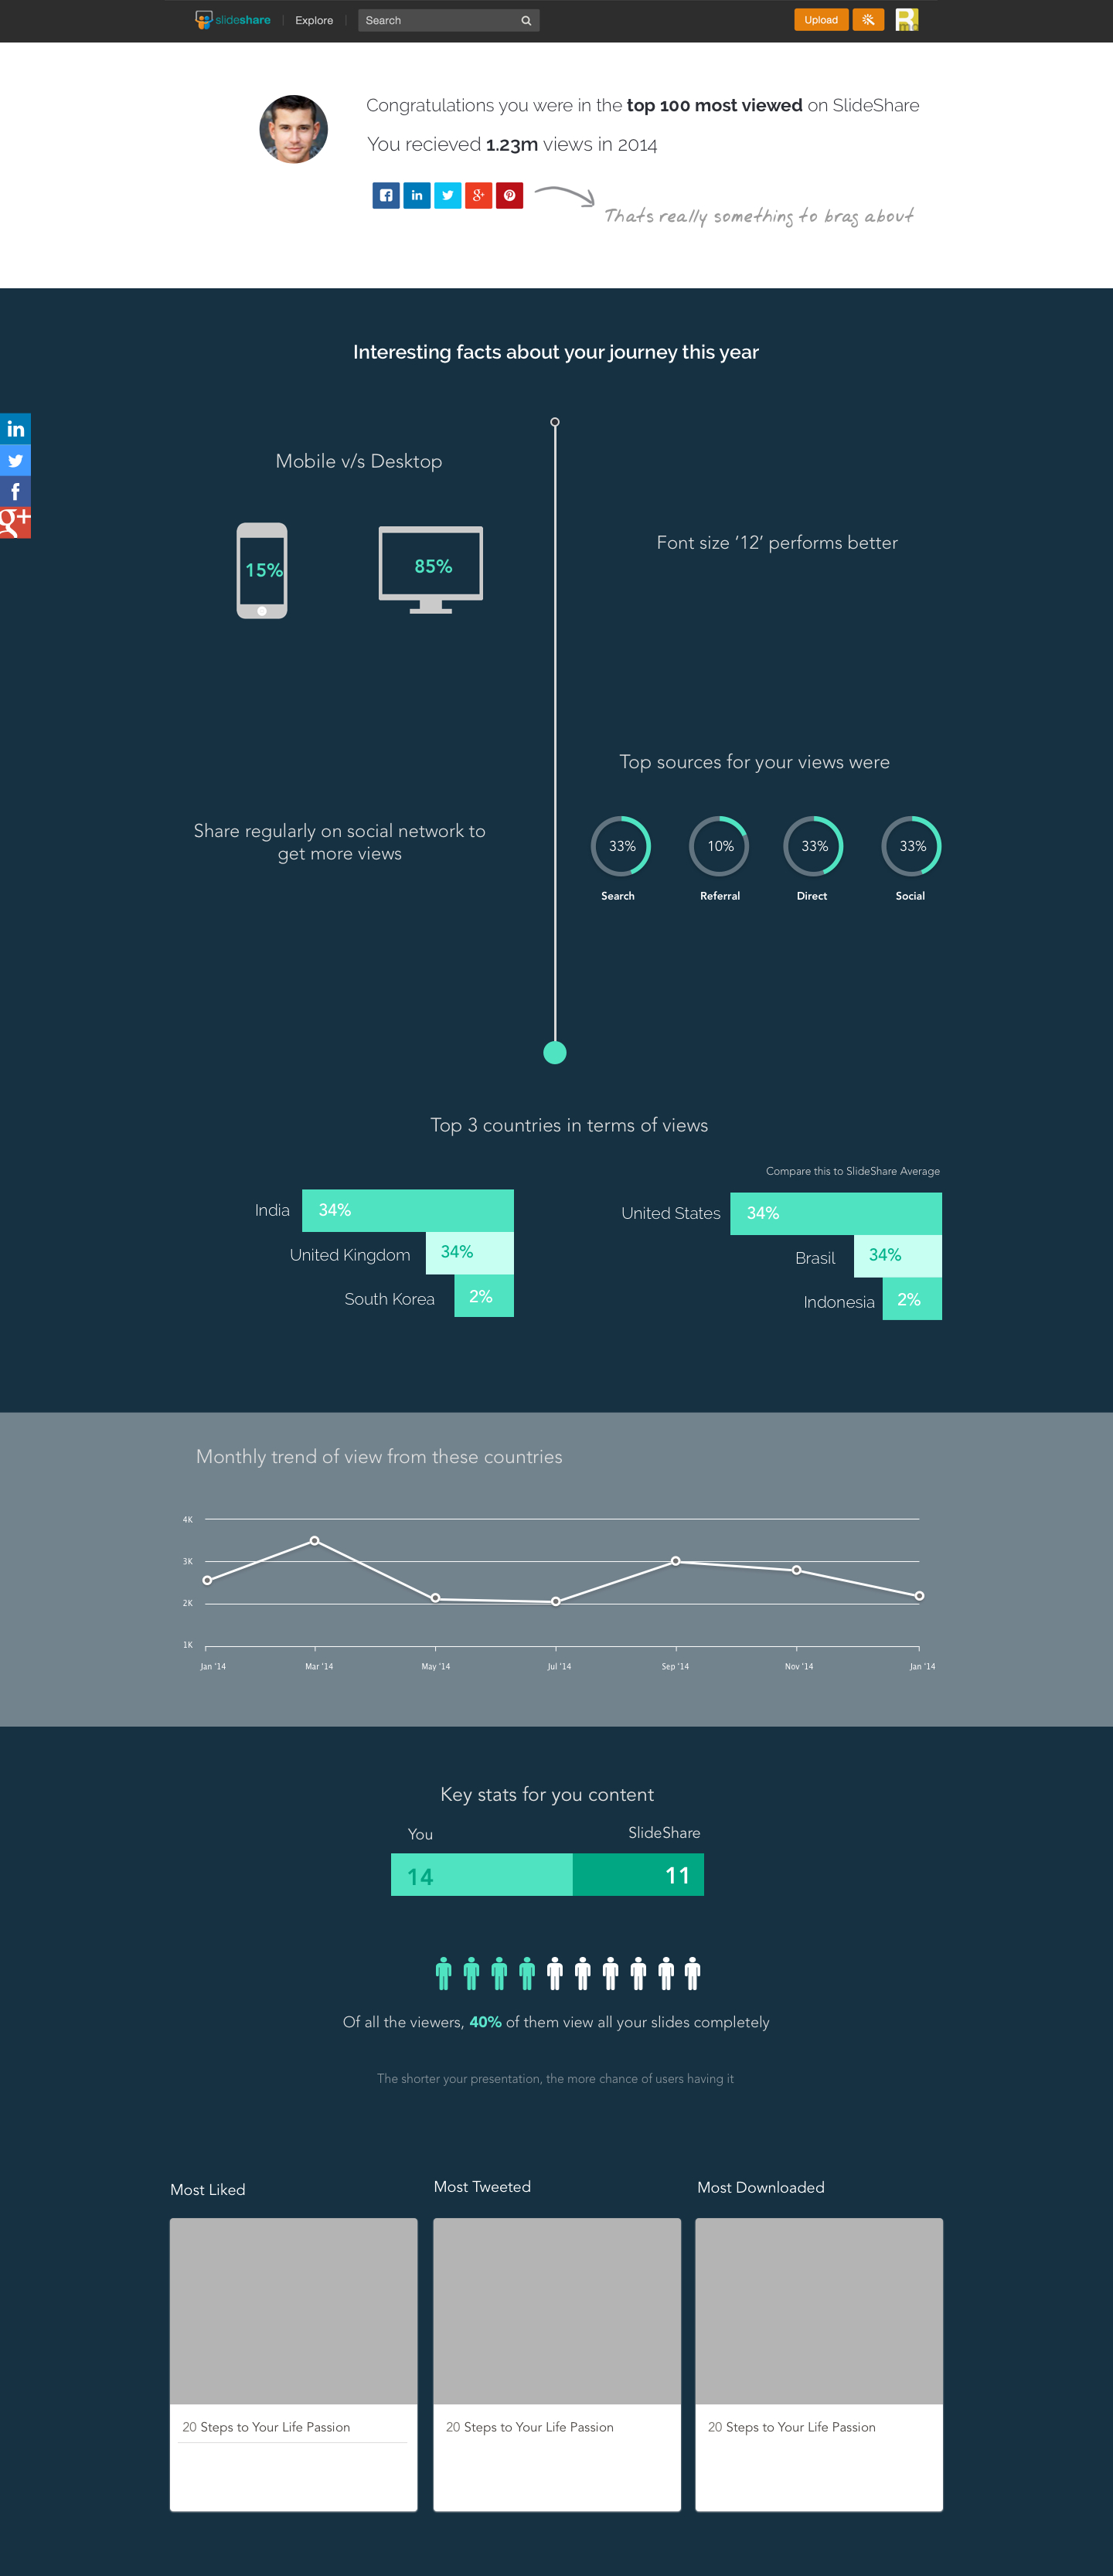 slideshare
Explore
Search
Upload
Congratulations you were in the top 100 most viewed on SlideShare
You recieved 1.23m views in 2014
Thats really something to brag about
Interesting facts about your journey this year
Mobile v/s Desktop
15%
85%
Font size '12' performs better
Top sources for your views were
Share regularly on social network to
get more views
33%
10%
33%
33%
Search
Referral
Direct
Social
Top 3 countries in terms of views
Compare this to SlideShare Average
India
34%
United Kingdom
34%
South Korea
2%
United States
34%
Brasil
34%
Indonesia
2%
Monthly trend of view from these countries
4K
3K
2K
1K
Jan '14
Mar '14
May '14
Jul '14
Sep '14
Nov '14
Jan '14
Key stats for you content
You
SlideShare
14
11
Of all the viewers, 40% of them view all your slides completely
The shorter your presentation, the more chance of users having it
Most Liked
Most Tweeted
Most Downloaded
20 Steps to Your Life Passion
20 Steps to Your Life Passion
20 Steps to Your Life Passion